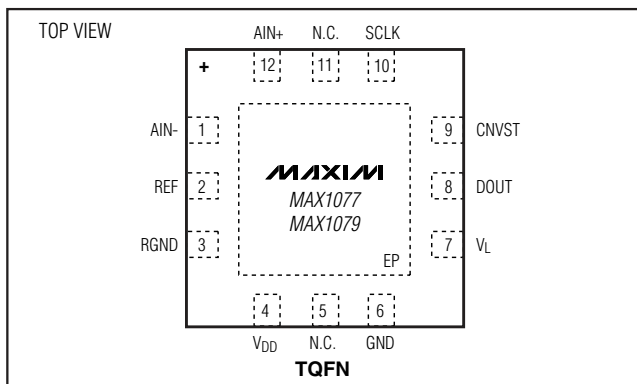 TOP VIEW
AIN+ N.C. SCLK
+ 12 11 10
AIN- 1 9 CNVST
MAXIM
REF 2 8 DOUT
MAX1077
MAX1079
RGND 3 7 VL
EP
4 5 6
VDD N.C. GND
TQFN